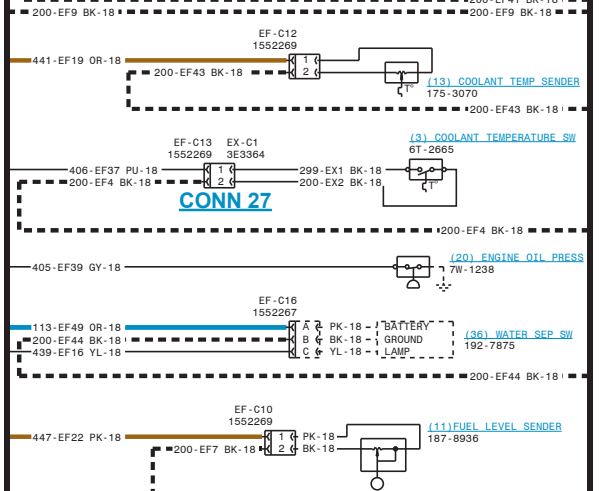 200-EF9 BK-18
200-EF9 BK-18
EF-C12
1552269
441-EF19 OR-18
1
200-EF43 BK-18
2
T°
(13) COOLANT TEMP SENDER
175-3070
200-EF43 BK-18
EF-C13 EX-C1
1552269 3E3364
(3) COOLANT TEMPERATURE SW
6T-2665
406-EF37 PU-18
1
299-EX1 BK-18
200-EF4 BK-18
2
200-EX2 BK-18
T°
CONN 27
200-EF4 BK-18
(20) ENGINE OIL PRESS
7W-1238
405-EF39 GY-18
EF-C16
1552267
113-EF49 OR-18
A PK-18 BATTERY
200-EF44 BK-18
B BK-18 GROUND
439-EF16 YL-18
C YL-18 LAMP
(36) WATER SEP SW
192-7875
200-EF44 BK-18
EF-C10
1552269
(11)FUEL LEVEL SENDER
187-8936
447-EF22 PK-18
1 PK-18
200-EF7 BK-18
2 BK-18